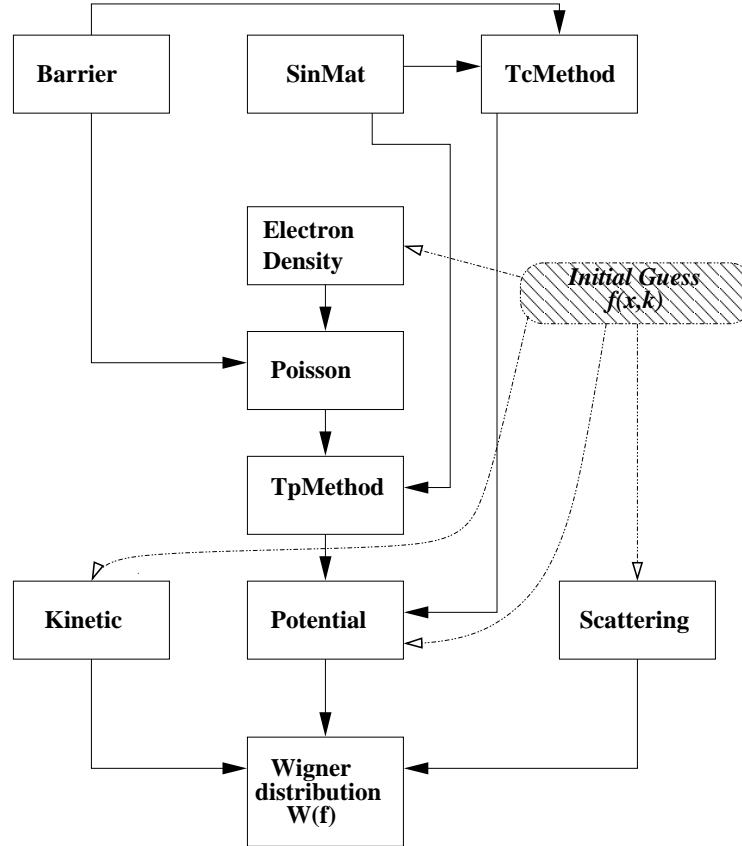 Barrier
SinMat
TcMethod
Electron
Density
Initial Guess
f(x,k)
Poisson
TpMethod
Kinetic
Potential
Scattering
Wigner
distribution
W(f)